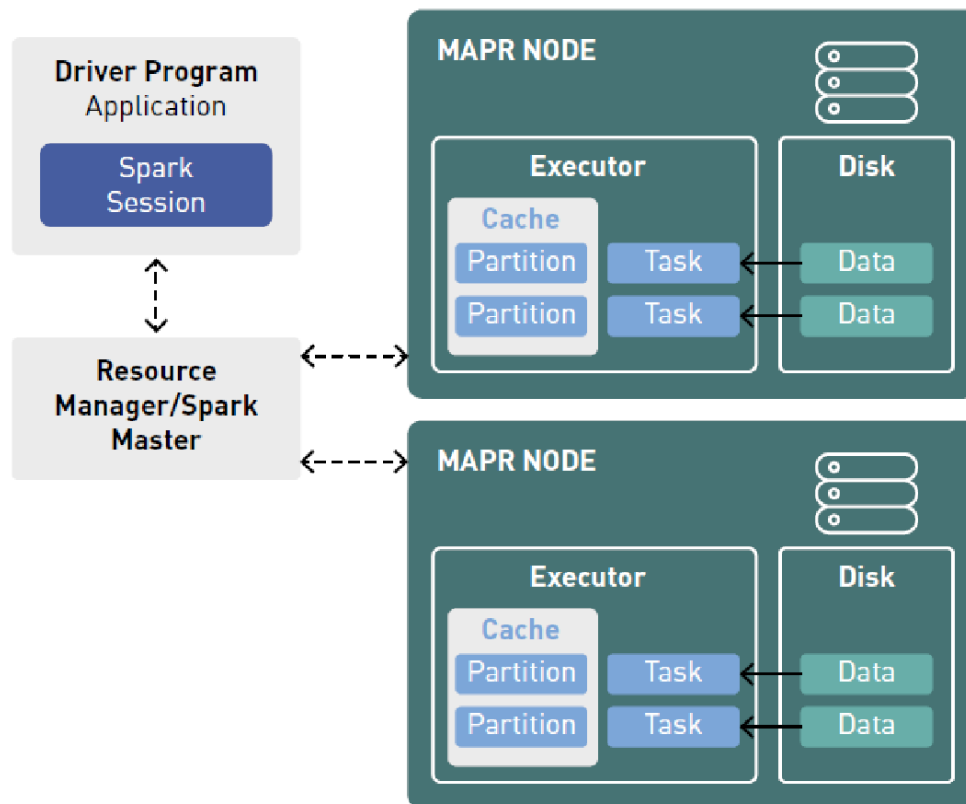 Driver Program
Application
Spark
Session
Resource
Manager/Spark
Master
MAPR NODE
Executor
Disk
Cache
Partition
Task
Data
Partition
Task
Data
MAPR NODE
Executor
Disk
Cache
Partition
Task
Data
Partition
Task
Data